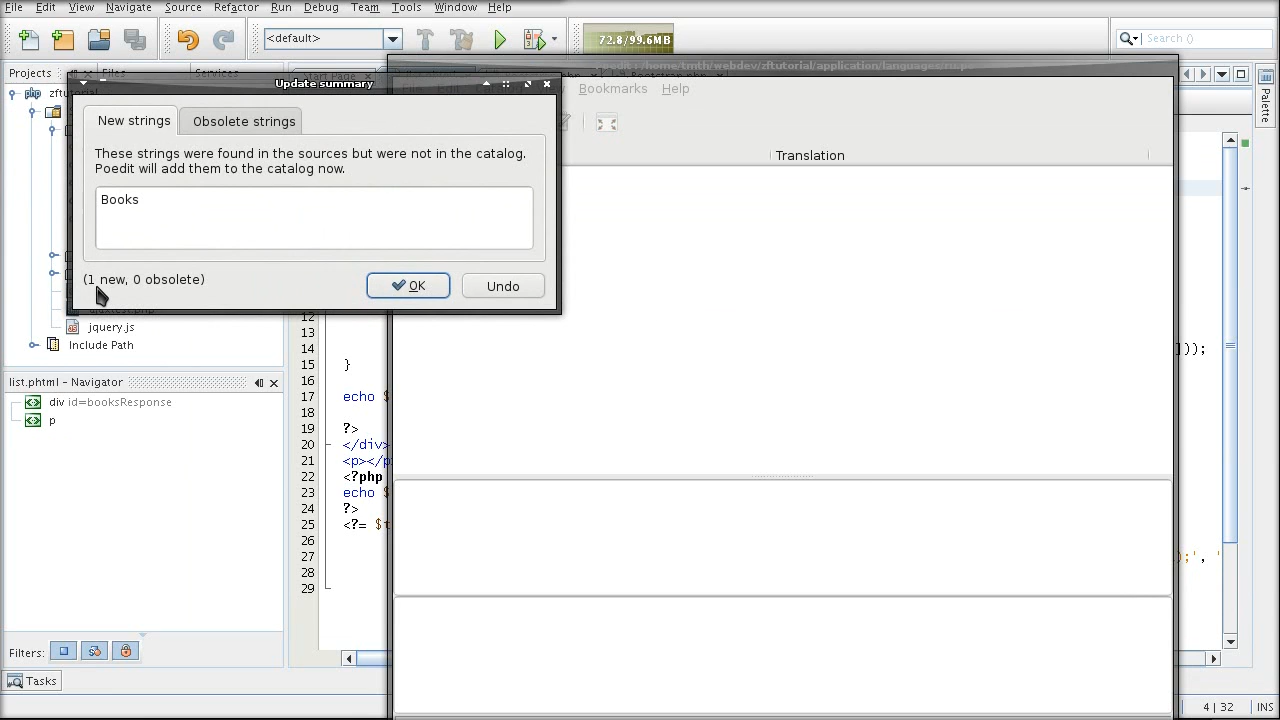 File Edit View Navigate Source Refactor Run Debug Team Tools Window Help
<default>
72.8/99.6MB
Search ()
Projects Files Services
Start Page
Update summary
New strings
Obsolete strings
These strings were found in the sources but were not in the catalog.
Poedit will add them to the catalog now.
Books
(1 new, 0 obsolete)
OK
Undo
jquery.js
Include Path
list.phtml - Navigator
div id=booksResponse
p
Filters:
Tasks
Bookmarks Help
Translation
Palette
12
13
14 ]));
15 }
16
17 echo $
18
19 ?>
20 </div>
21 <p></p
22 <?php
23 echo $
24 ?>
25 <?= $t
26
27 );', '
28
29
4 | 32 INS